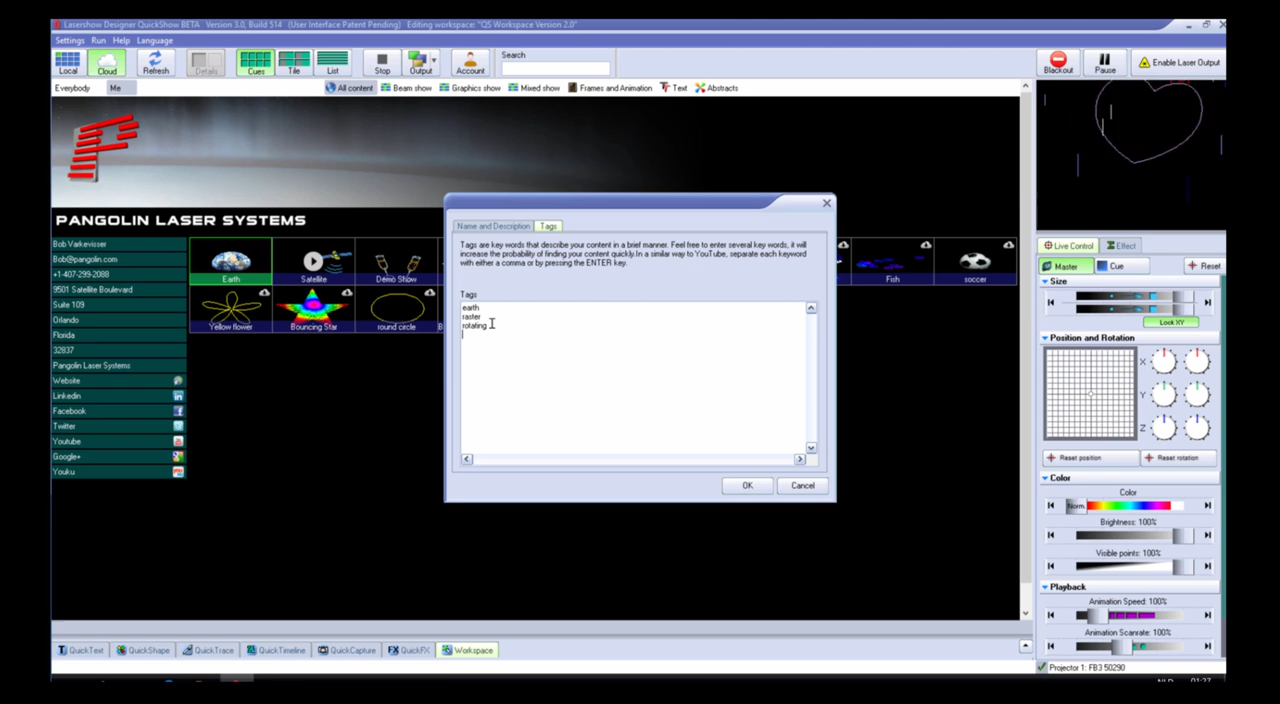 Lasershow Designer QuickShow BETA Version 3.0, Build 514 (User Interface Patent Pending) Editing workspace: "QS Workspace Version 2.0"
Settings Run Help Language
Local Cloud Refresh Details Cues Tile List Stop Output Account Search Blackout Pause Enable Laser Output
Everybody Me All content Beam show Graphics show Mixed show Frames and Animation Text Abstracts
PANGOLIN LASER SYSTEMS
Bob Varkevisser
Bob@pangolin.com
+1-407-299-2088
9501 Satellite Boulevard
Suite 109
Orlando
Florida
32837
Pangolin Laser Systems
Website
Linkedin
Facebook
Twitter
Youtube
Google+
Youku
Earth Satellite Demo Show Fish soccer
Yellow flower Bouncing Star round circle B
Name and Description Tags
Tags are key words that describe your content in a brief manner. Feel free to enter several key words, it will
increase the probability of finding your content quickly.In a similar way to YouTube, separate each keyword
with either a comma or by pressing the ENTER key.
Tags
earth
raster
rotating
OK Cancel
Live Control Effect
Master Cue Reset
Size
Lock XY
Position and Rotation
X
Y
Z
Reset position Reset rotation
Color
Color
Norm.
Brightness: 100%
Visible points: 100%
Playback
Animation Speed: 100%
Animation Scanrate: 100%
QuickText QuickShape QuickTrace QuickTimeline QuickCapture FX QuickFX Workspace
Projector 1: FB3 50290